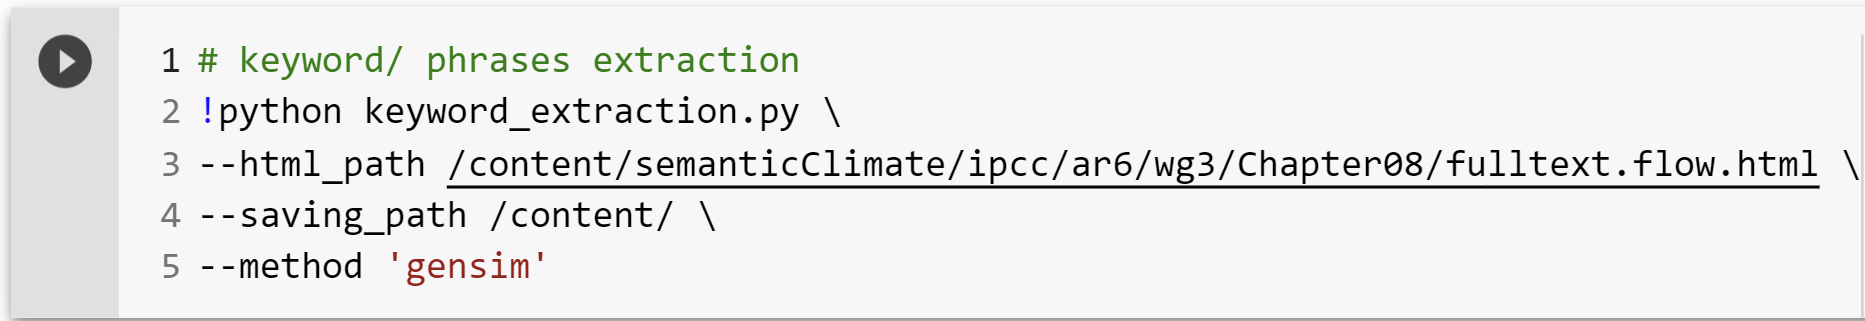 1 # keyword/ phrases extraction
2 !python keyword_extraction.py \
3 --html_path /content/semanticClimate/ipcc/ar6/wg3/Chapter08/fulltext.flow.html \
4 --saving_path /content/ \
5 --method 'gensim'